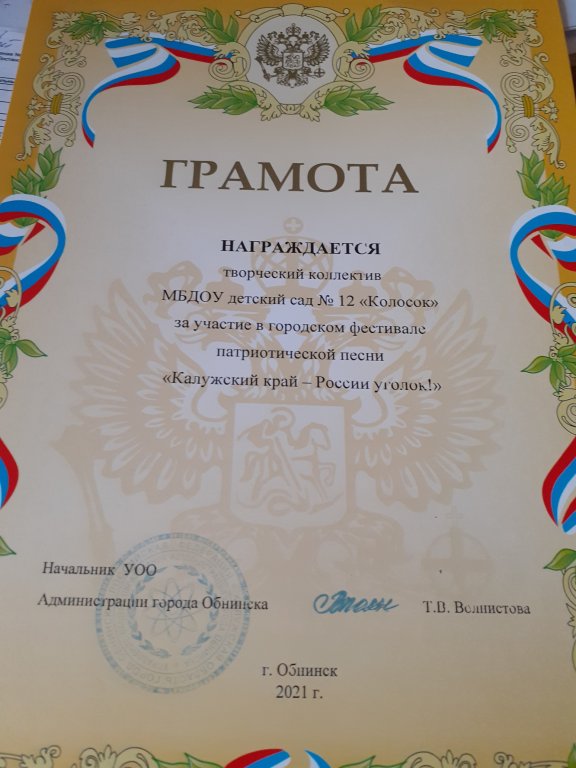 ГРАМОТА
НАГРАЖДАЕТСЯ
творческий коллектив
МБДОУ детский сад № 12 «Колосок»
за участие в городском фестивале
патриотической песни
«Калужский край – России уголок!»
Начальник УОО
Администрации города Обнинска
Т.В. Волнистова
г. Обнинск
2021 г.